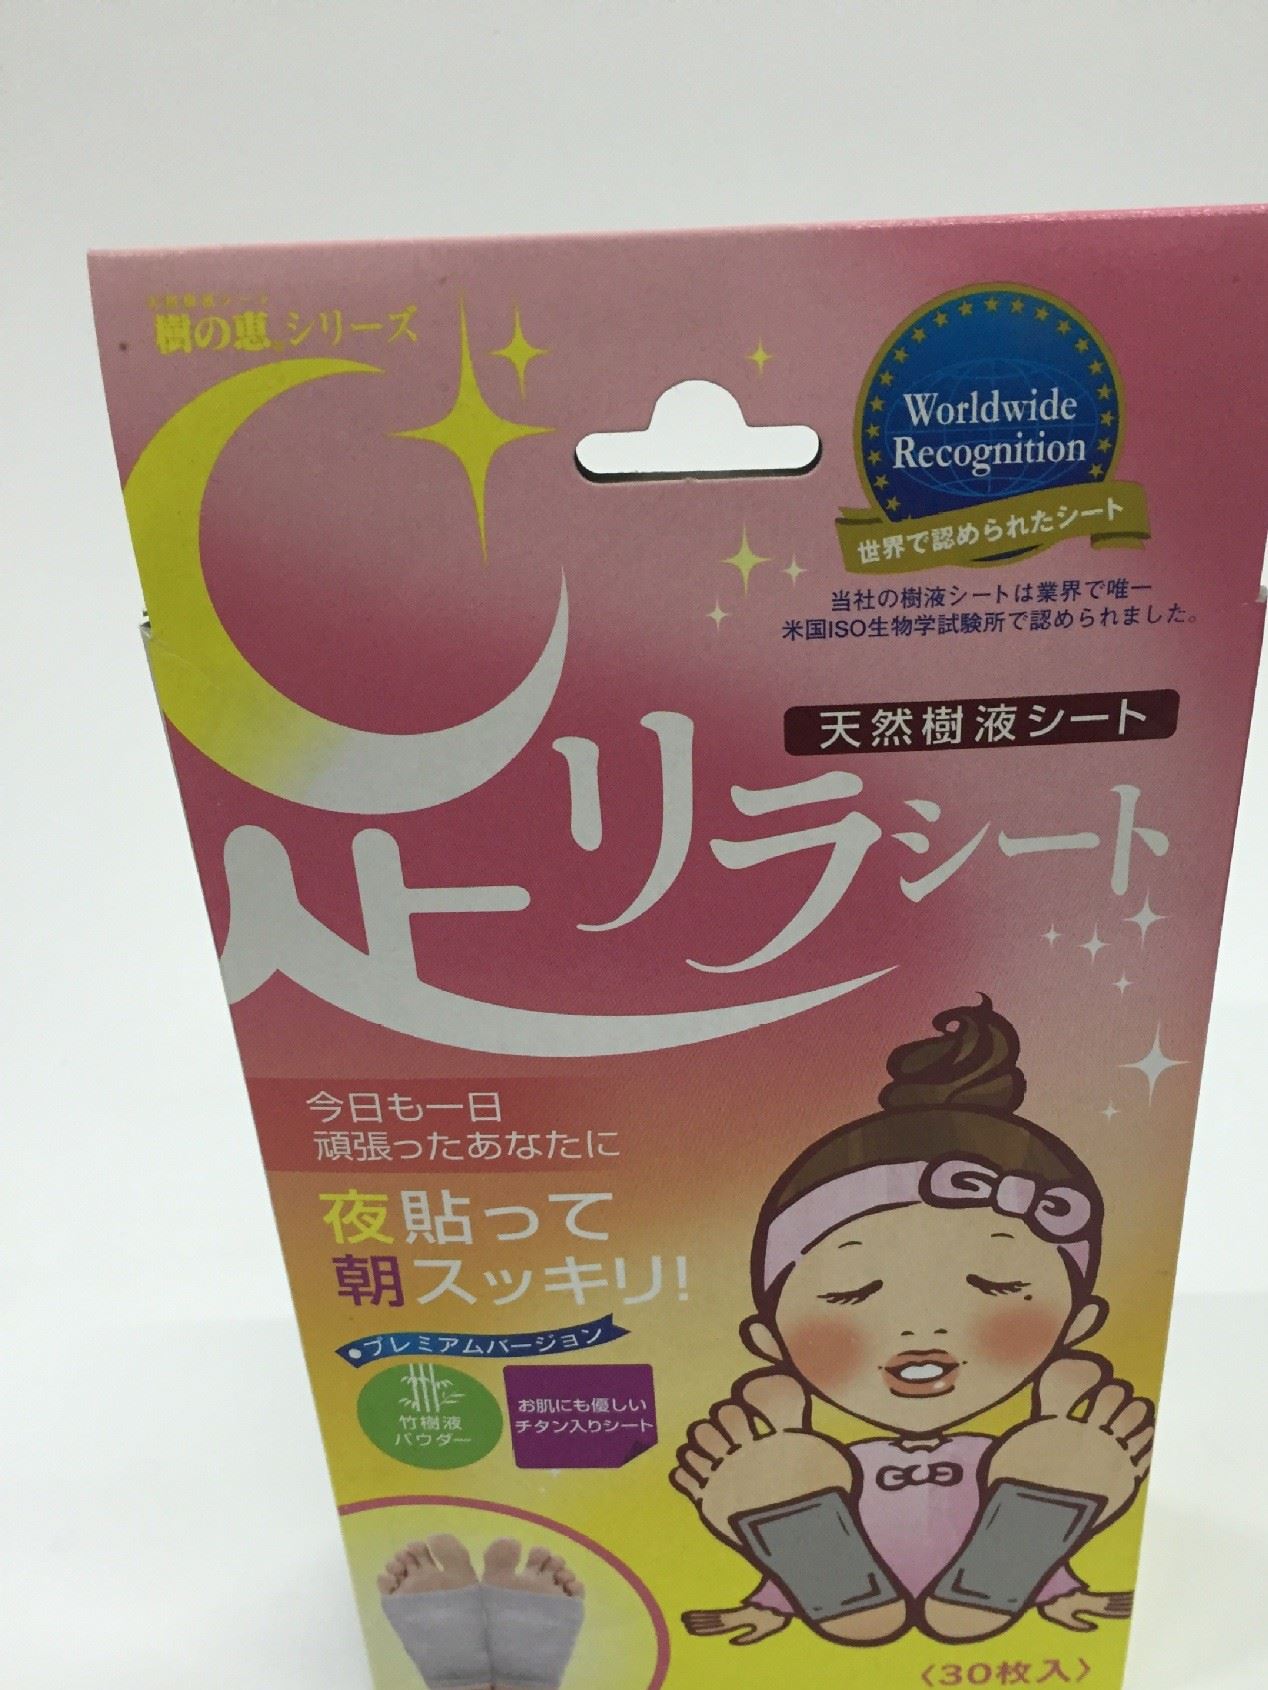 天然樹液シート
樹の恵 シリーズ
Worldwide
Recognition
世界で認められたシート
当社の樹液シートは業界で唯一
米国ISO生物学試験所で認められました。
天然樹液シート
足リラシート
今日も一日
頑張ったあなたに
夜貼って
朝スッキリ!
プレミアムバージョン
竹樹液
パウダー
お肌にも優しい
チタン入りシート
〈30枚入〉